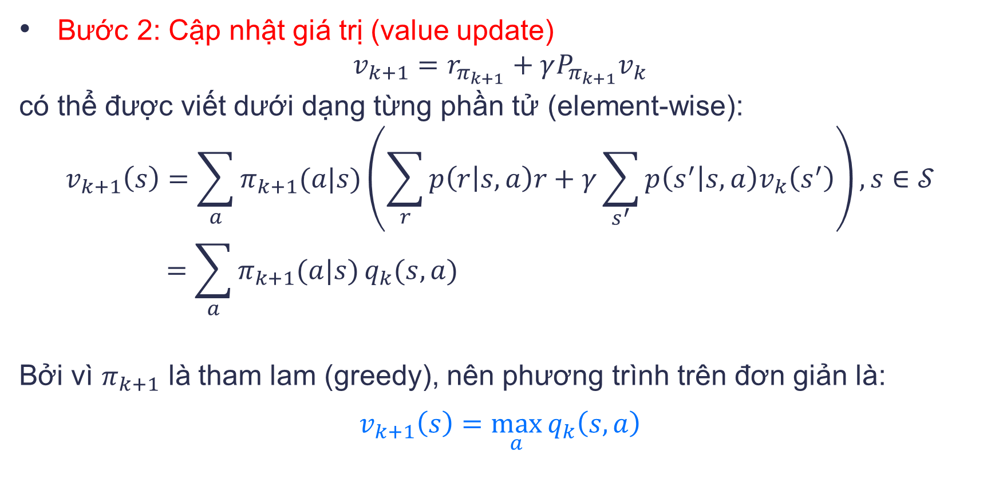 • Bước 2: Cập nhật giá trị (value update)
$v_{k+1} = r_{\pi_{k+1}} + \gamma P_{\pi_{k+1}} v_k$
có thể được viết dưới dạng từng phần tử (element-wise):
$v_{k+1}(s) = \sum_a \pi_{k+1}(a|s) \left( \sum_r p(r|s,a)r + \gamma \sum_{s'} p(s'|s,a)v_k(s') \right), s \in \mathcal{S}$
$= \sum_a \pi_{k+1}(a|s) \, q_k(s,a)$
Bởi vì $\pi_{k+1}$ là tham lam (greedy), nên phương trình trên đơn giản là:
$v_{k+1}(s) = \max_a q_k(s,a)$